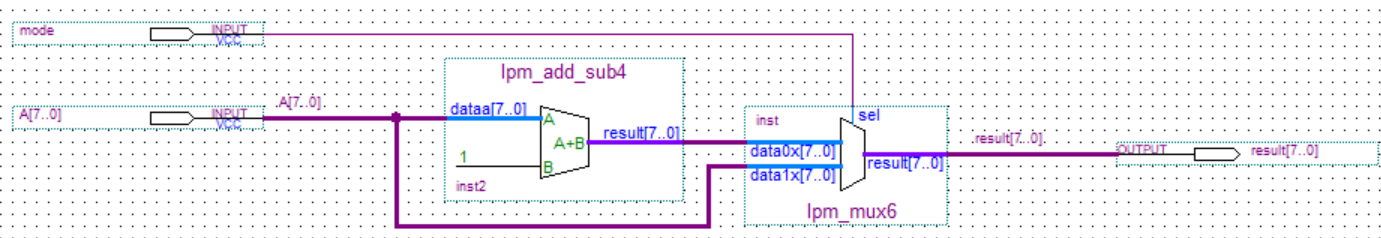 mode
INPUT
VCC
A[7..0]
INPUT
VCC
A[7..0]
lpm_add_sub4
dataa[7..0]
A
A+B
result[7..0]
1
B
inst2
inst
sel
data0x[7..0]
data1x[7..0]
result[7..0]
lpm_mux6
result[7..0]
OUTPUT
result[7..0]